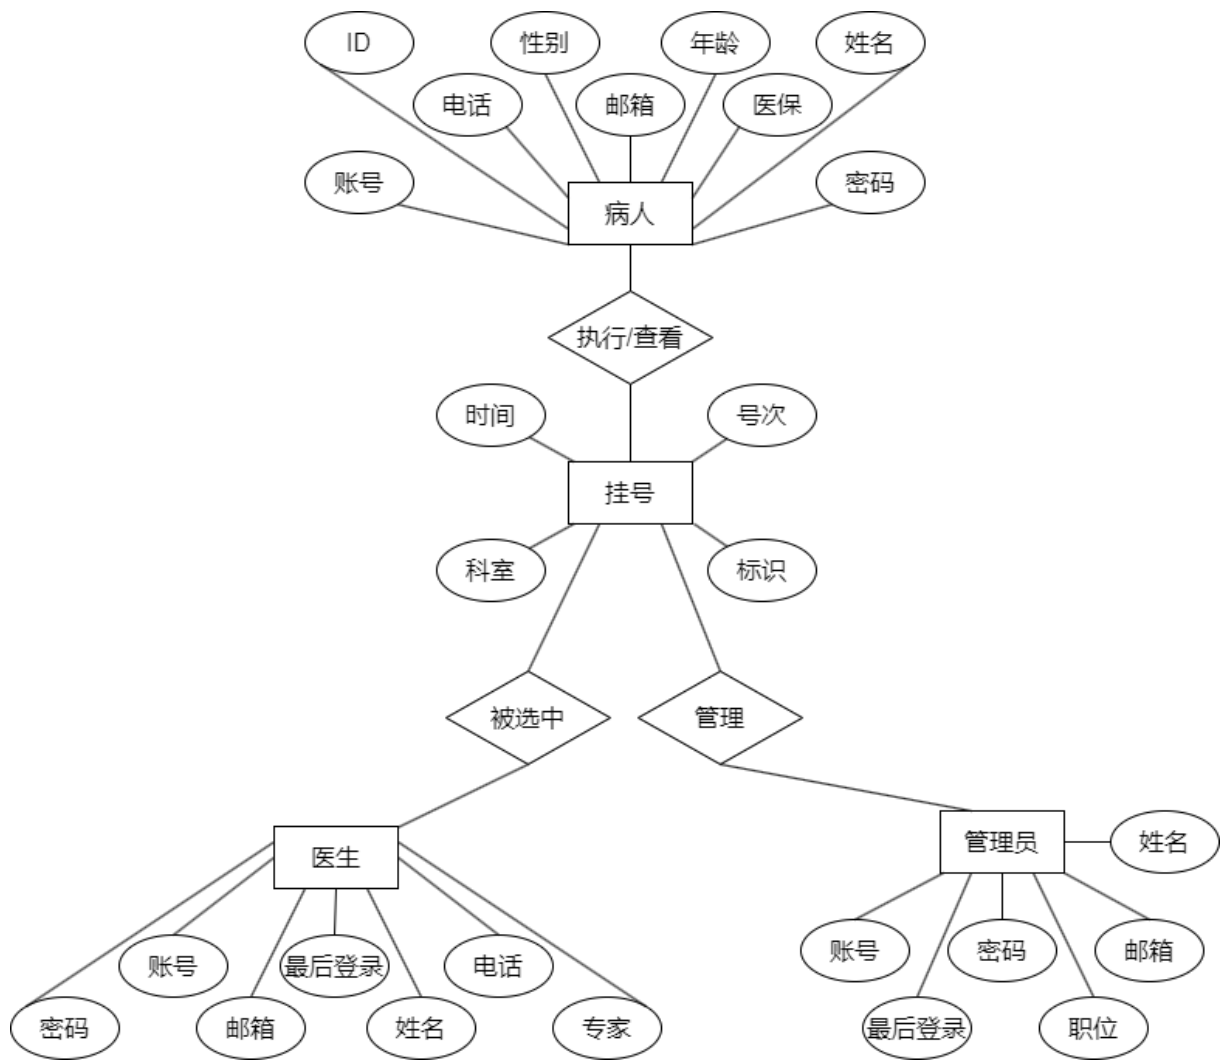 ID
性别
年龄
姓名
电话
邮箱
医保
账号
密码
病人
执行/查看
时间
号次
挂号
科室
标识
被选中
管理
医生
管理员
姓名
账号
最后登录
电话
密码
邮箱
姓名
专家
账号
密码
邮箱
最后登录
职位